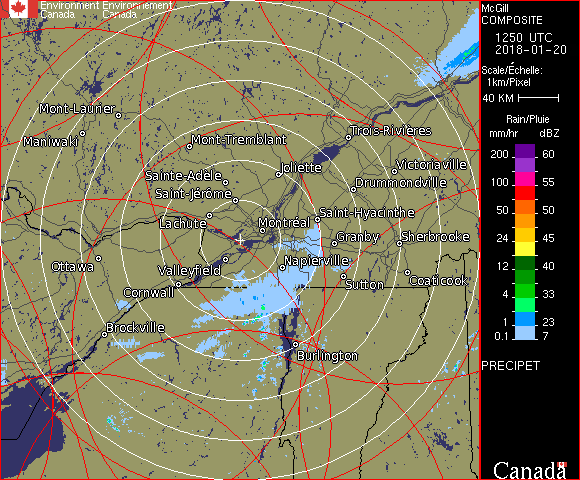 Environment Environnement
Canada Canada
McGill
COMPOSITE
1250 UTC
2018-01-20
Scale/Échelle:
1km/Pixel
40 KM
Rain/Pluie
mm/hr dBZ
200 60
155
100 55
50 50
24 45
12 40
4 33
1 23
0.1 7
PRECIPET
Canada
Mont-Laurier
Maniwaki
Mont-Tremblant
Trois-Rivières
Sainte-Adèle
Joliette
Victoriaville
Saint-Jérôme
Drummondville
Lachute
Montréal
Saint-Hyacinthe
Granby
Sherbrooke
Ottawa
Valleyfield
Napierville
Cornwall
Sutton
Coaticook
Brockville
Burlington